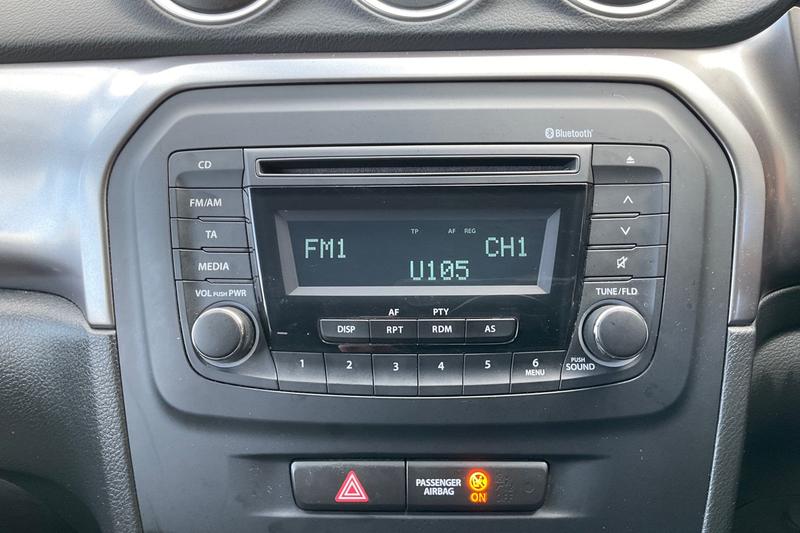 Bluetooth
CD
FM/AM
TA
MEDIA
VOL PUSH PWR
TP AF REG
FM1 CH1
U105
TUNE/FLD
AF PTY
DISP RPT RDM AS
1 2 3 4 5 6
MENU
PUSH
SOUND
PASSENGER
AIRBAG
ON